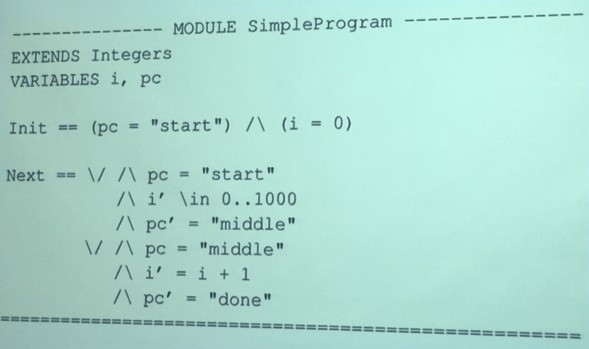 --------------- MODULE SimpleProgram ---------------
EXTENDS Integers
VARIABLES i, pc
Init == (pc = "start") /\ (i = 0)
Next == \/ /\ pc = "start"
/\ i' \in 0..1000
/\ pc' = "middle"
\/ /\ pc = "middle"
/\ i' = i + 1
/\ pc' = "done"
====================================================